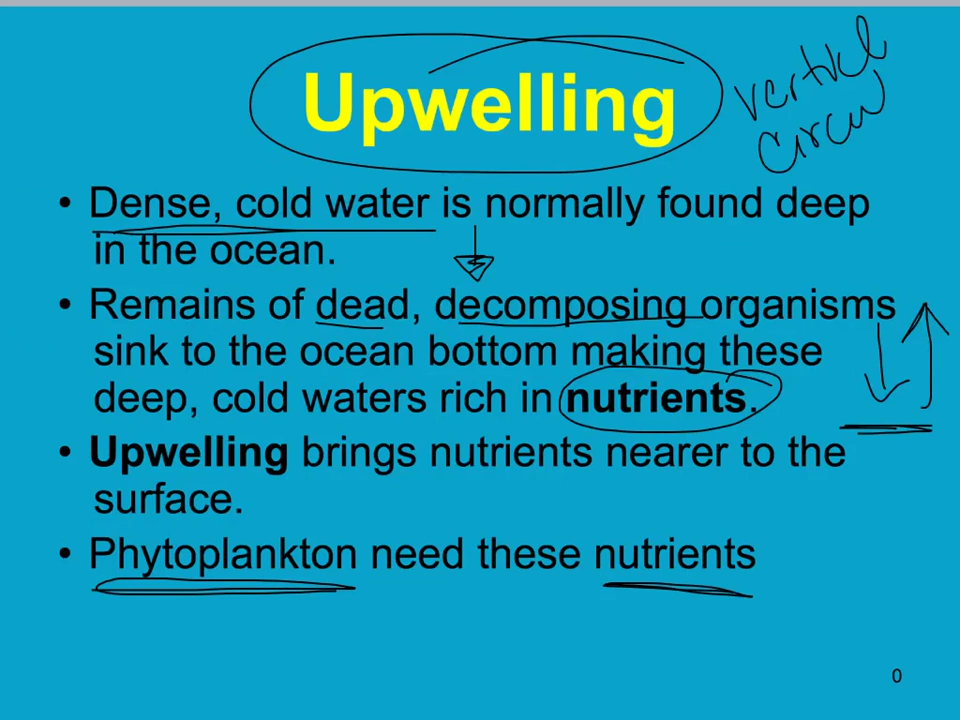 Upwelling
vertical
circu
• Dense, cold water is normally found deep
in the ocean.
• Remains of dead, decomposing organisms
sink to the ocean bottom making these
deep, cold waters rich in nutrients.
• Upwelling brings nutrients nearer to the
surface.
• Phytoplankton need these nutrients
0